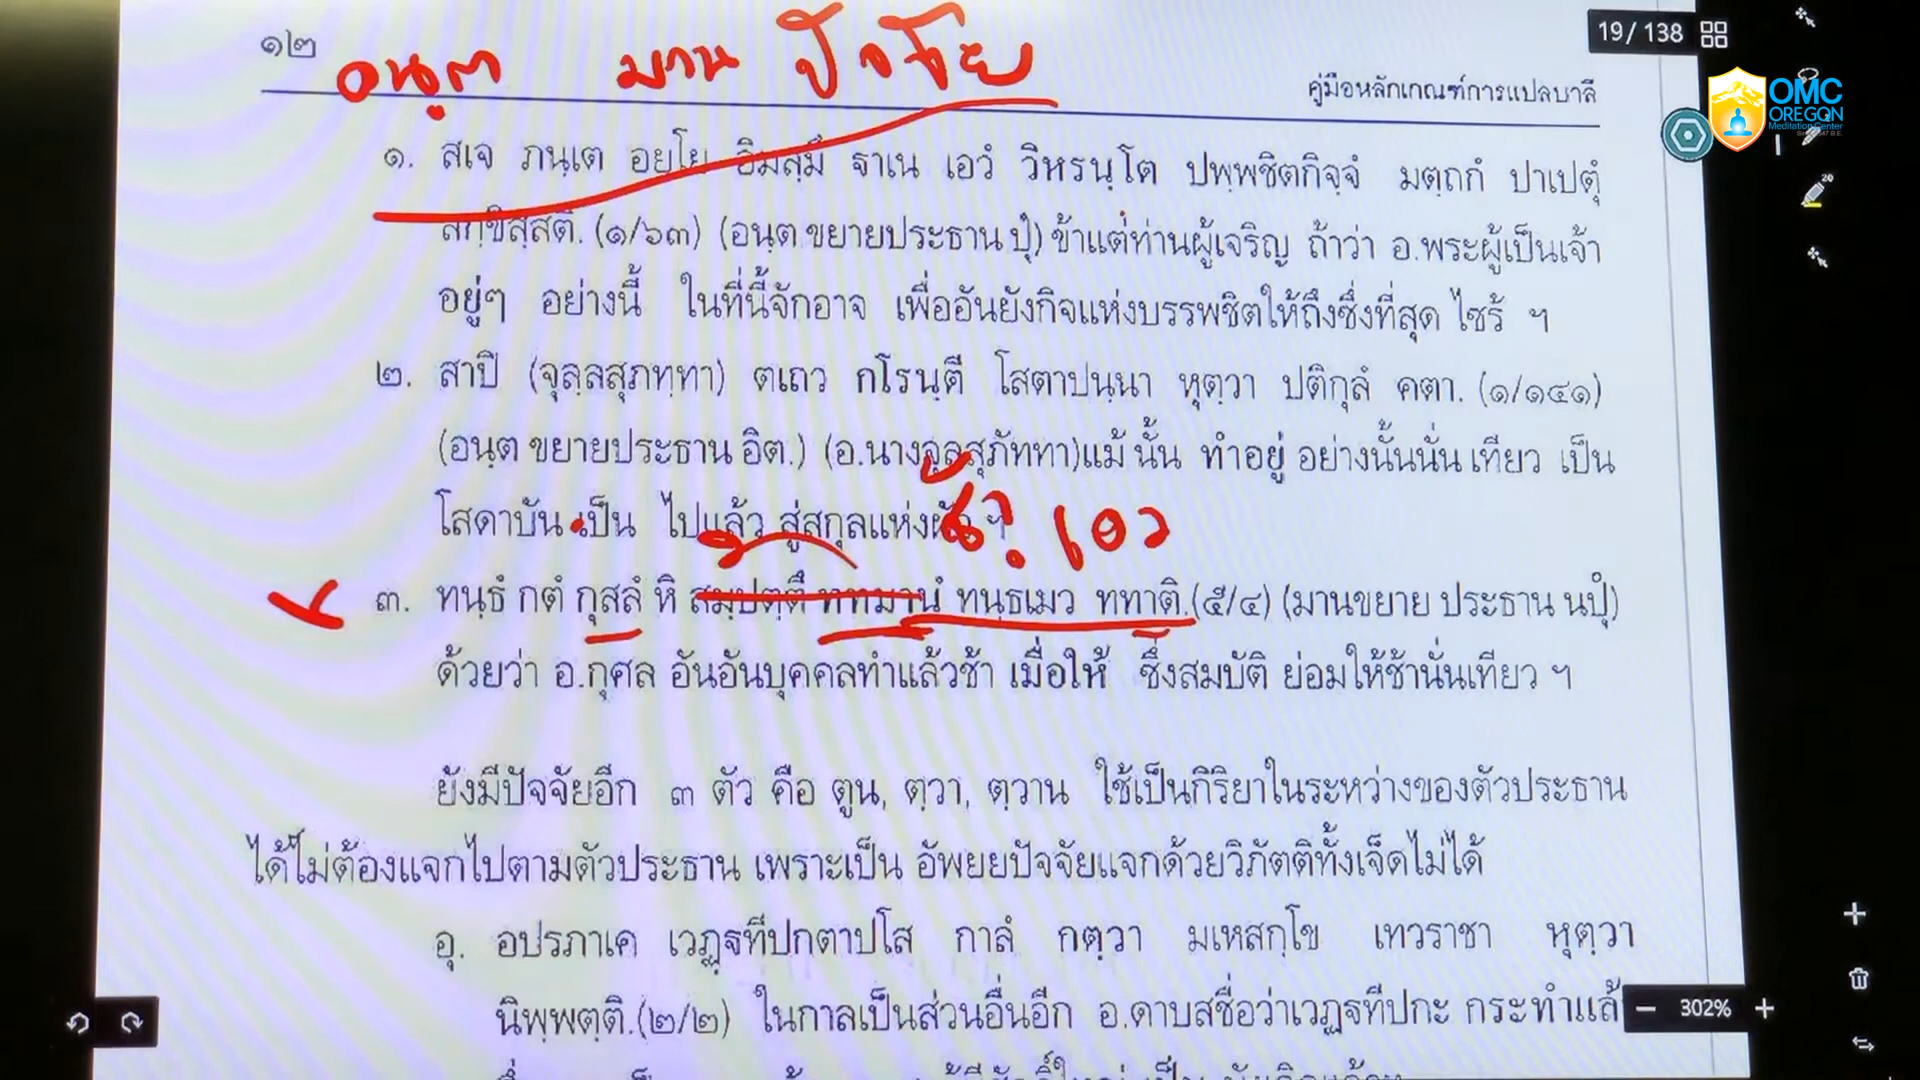 ๑๒
อนฺต มาน ปัจจัย
19 / 138
คู่มือหลักเกณฑ์การแปลบาลี
OMC
OREGON
Meditation Center
๑. สเจ ภนฺเต อยฺโย อิมสฺมึ ฐาเน เอวํ วิหรนฺโต ปพฺพชิตกิจฺจํ มตฺถกํ ปาเปตุํ
สกฺขิสฺสติ. (๑/๖๓) (อนฺต ขยายประธาน ปุํ) ข้าแต่ท่านผู้เจริญ ถ้าว่า อ.พระผู้เป็นเจ้า
อยู่ๆ อย่างนี้ ในที่นี้จักอาจ เพื่ออันยังกิจแห่งบรรพชิตให้ถึงซึ่งที่สุด ไซร้ ฯ
๒. สาปิ (จุลฺลสุภทฺทา) ตเถว กโรนฺตี โสตาปนฺนา หุตฺวา ปติกุลํ คตา. (๑/๑๔๑)
(อนฺต ขยายประธาน อิต.) (อ.นางจูลสุภัททา)แม้ นั้น ทำอยู่ อย่างนั้นนั่น เทียว เป็น
โสดาบัน เป็น ไปแล้ว สู่สกุลแห่งผัว ฯ
เอว
๓. ทนฺธํ กตํ กุสลํ หิ สมฺปตฺตึ ททมานํ ทนฺธเมว ททาติ.(๕/๔) (มานขยาย ประธาน นปุํ)
ด้วยว่า อ.กุศล อันอันบุคคลทำแล้วช้า เมื่อให้ ซึ่งสมบัติ ย่อมให้ช้านั่นเทียว ฯ
ยังมีปัจจัยอีก ๓ ตัว คือ ตูน, ตฺวา, ตฺวาน ใช้เป็นกิริยาในระหว่างของตัวประธาน
ได้ไม่ต้องแจกไปตามตัวประธาน เพราะเป็น อัพยยปัจจัยแจกด้วยวิภัตติทั้งเจ็ดไม่ได้
อุ. อปรภาเค เวฏฺฐทีปกตาปโส กาลํ กตฺวา มเหสกฺโข เทวราชา หุตฺวา
นิพฺพตฺติ.(๒/๒) ในกาลเป็นส่วนอื่นอีก อ.ดาบสชื่อว่าเวฏฐทีปกะ กระทำแล้
302%